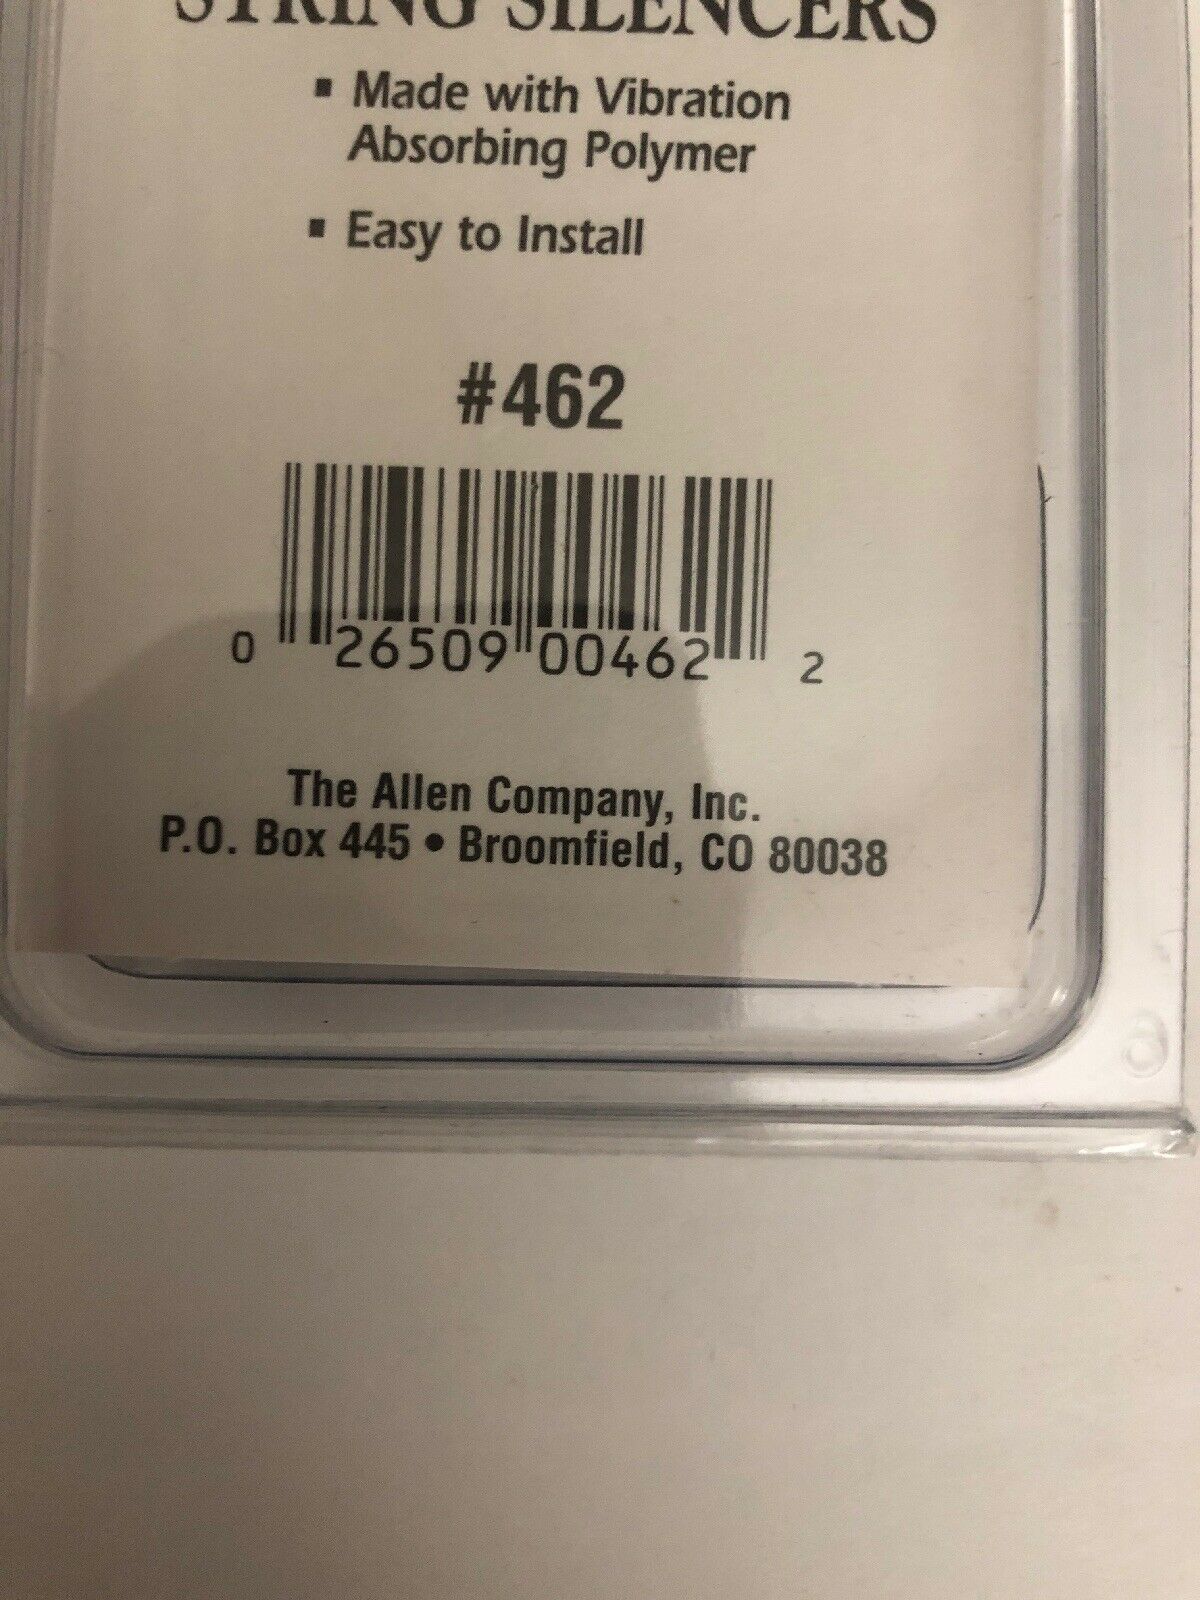 STRING SILENCERS
▪ Made with Vibration
Absorbing Polymer
▪ Easy to Install
#462
0 26509 00462 2
The Allen Company, Inc.
P.O. Box 445 • Broomfield, CO 80038